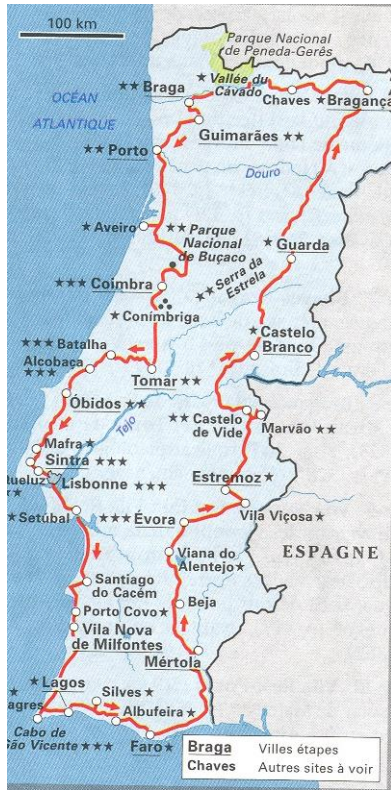 100 km
Parque Nacional
de Peneda-Gerês
★ Vallée du
Cávado
★★ Braga
Chaves
★ Bragança
OCÉAN
ATLANTIQUE
Guimarães ★★
★★ Porto
Douro
★ Aveiro
★★ Parque
Nacional
de Buçaco
★ Guarda
★★★ Coimbra
★★ Serra da
Estrela
★ Conímbriga
★ Castelo
Branco
★★★ Batalha
Alcobaça
★★★
Tomar ★★
Óbidos ★★
Tejo
★★ Castelo
de Vide
Marvão ★★
Mafra ★
Sintra ★★★
ueluz
★★
Lisbonne ★★★
Estremoz ★
★ Setúbal
★★★ Évora
Vila Viçosa ★
Viana do
Alentejo ★
ESPAGNE
Santiago
do Cacém
Porto Covo ★
Beja
Vila Nova
de Milfontes
Mértola
★ Lagos
Silves ★
agres
Albufeira ★
Cabo de
São Vicente ★★★
Faro ★
Braga Villes étapes
Chaves Autres sites à voir